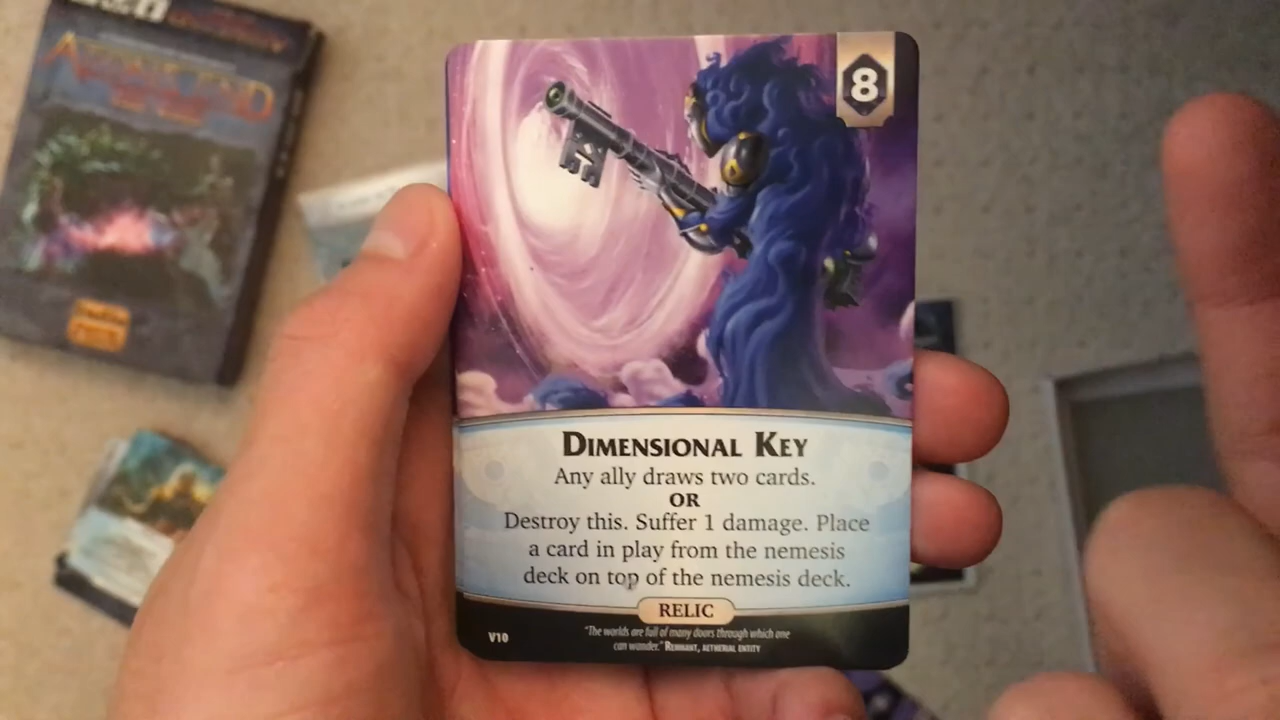 AEON'S END
8
DIMENSIONAL KEY
Any ally draws two cards.
OR
Destroy this. Suffer 1 damage. Place
a card in play from the nemesis
deck on top of the nemesis deck.
RELIC
V10
"The worlds are full of many doors through which one
can wander." REMNANT, AETHERIAL ENTITY